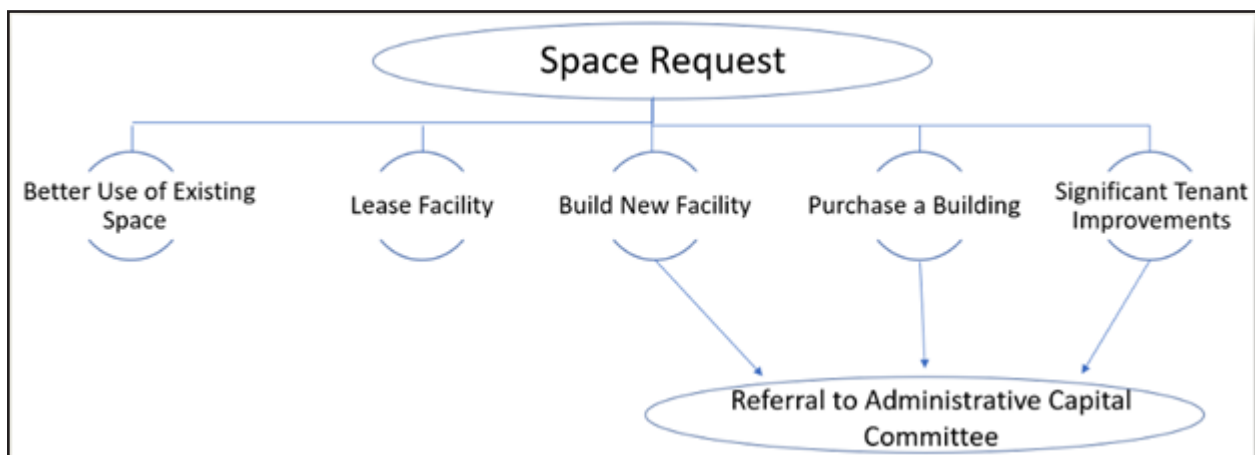 Space Request
Better Use of Existing
Space
Lease Facility
Build New Facility
Purchase a Building
Significant Tenant
Improvements
Referral to Administrative Capital
Committee